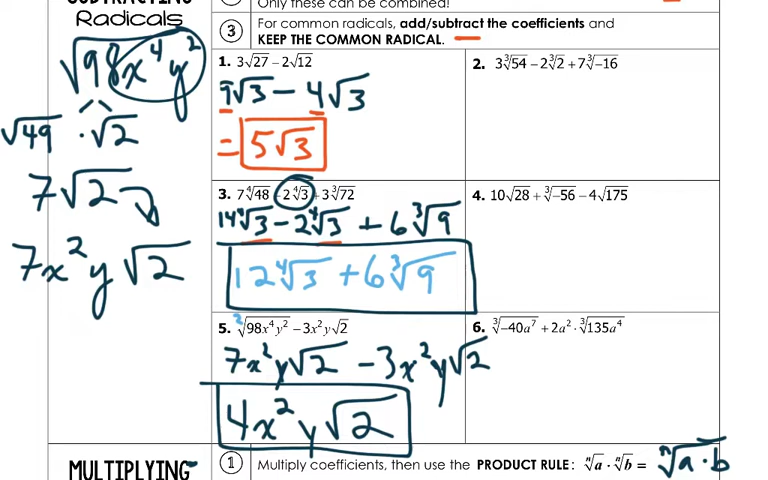 SUBTRACTING
Radicals
Only these can be combined!
③ For common radicals, add/subtract the coefficients and
KEEP THE COMMON RADICAL.
√98x⁴y²
√49 · √2
7√2
7x²y√2
1. 3√27 − 2√12
9√3 − 4√3
= 5√3
2. 3∛54 − 2∛2 + 7∛−16
3. 7∜48 − 2∜3 + 3∛72
14∜3 − 2∜3 + 6∛9
12∜3 + 6∛9
4. 10√28 + ∛−56 − 4√175
5. ²√98x⁴y² − 3x²y√2
7x²y√2 − 3x²y√2
4x²y√2
6. ∛−40a⁷ + 2a² · ∛135a⁴
MULTIPLYING
① Multiply coefficients, then use the PRODUCT RULE: ⁿ√a · ⁿ√b = ⁿ√a · b